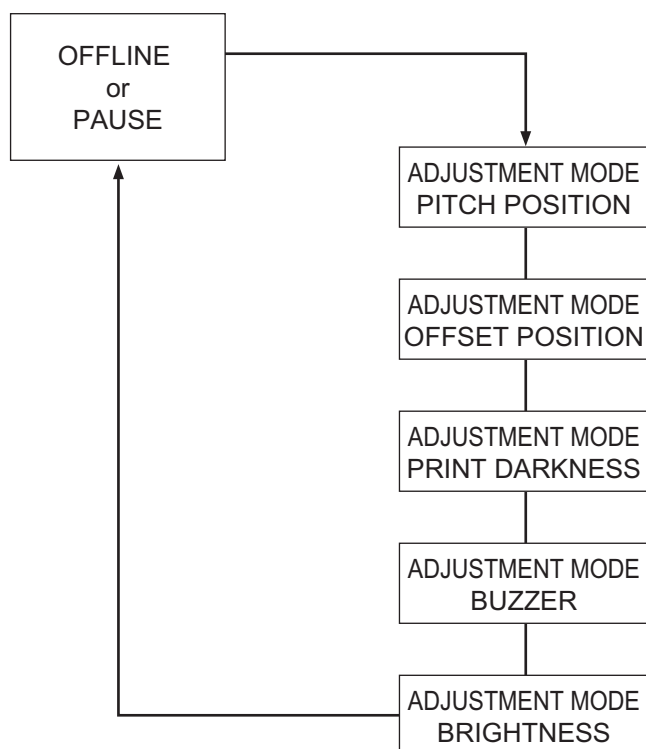 OFFLINE
or
PAUSE
ADJUSTMENT MODE
PITCH POSITION
ADJUSTMENT MODE
OFFSET POSITION
ADJUSTMENT MODE
PRINT DARKNESS
ADJUSTMENT MODE
BUZZER
ADJUSTMENT MODE
BRIGHTNESS